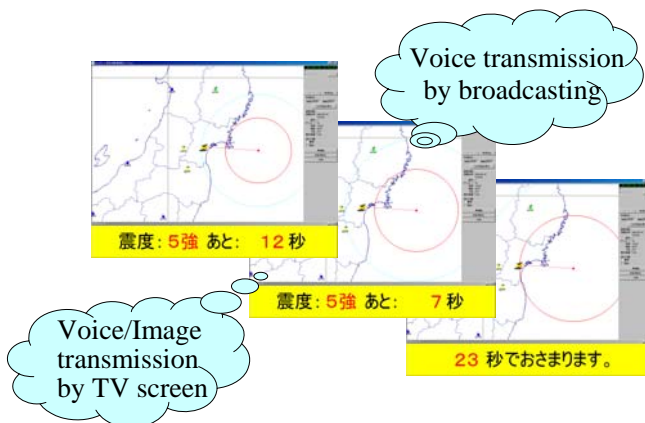 Voice transmission
by broadcasting
震度：5強 あと： 12 秒
震度：5強 あと： 7 秒
Voice/Image
transmission
by TV screen
23 秒でおさまります。